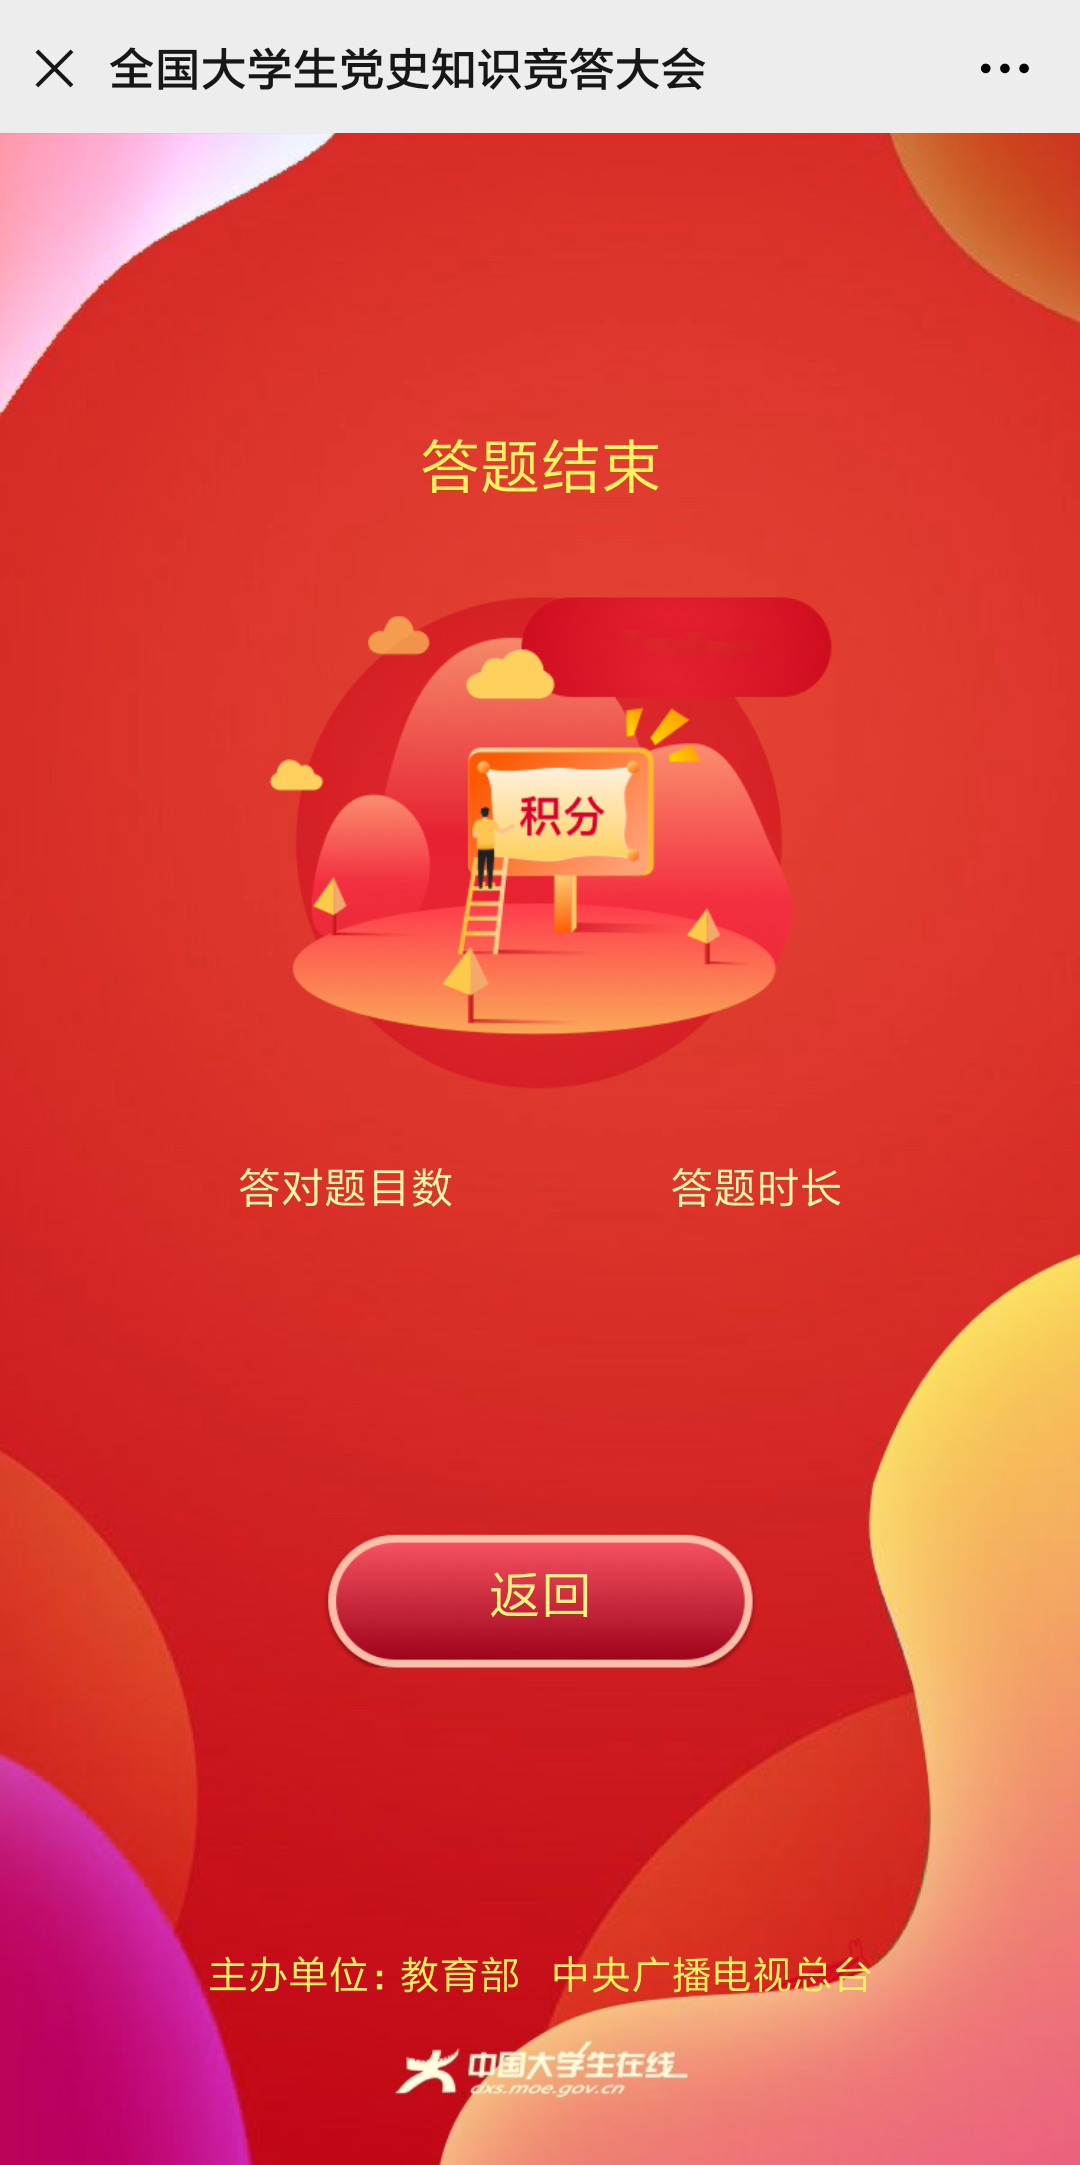 全国大学生党史知识竞答大会
答题结束
积分
答对题目数 答题时长
返回
主办单位：教育部 中央广播电视总台
中国大学生在线
dxs.moe.gov.cn